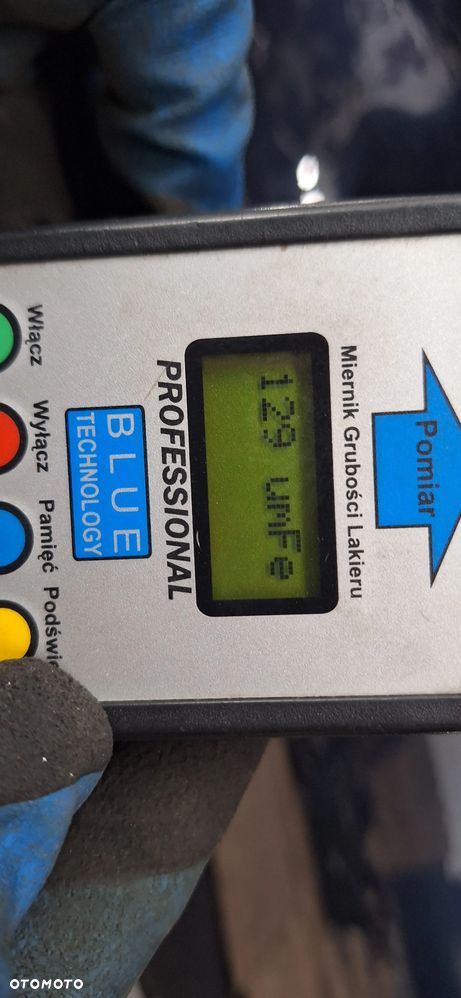 Pomiar
Miernik Grubości Lakieru
129 umFe
PROFESSIONAL
BLUE
TECHNOLOGY
Włącz
Wyłącz
Pamięć
OTOMOTO